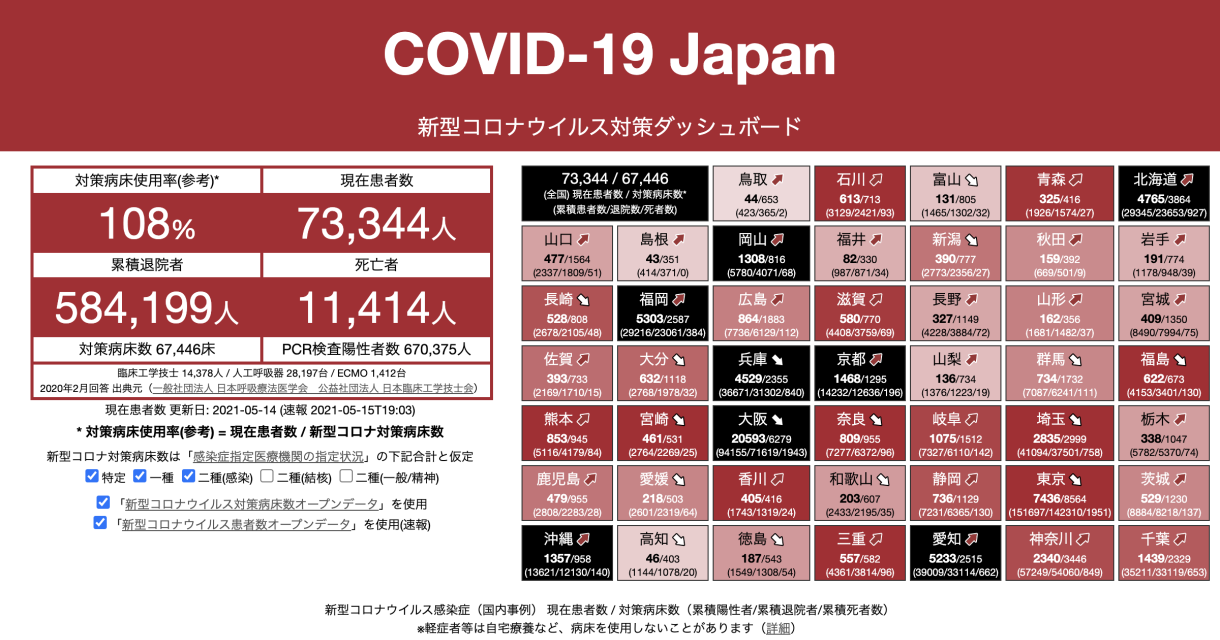 COVID-19 Japan
新型コロナウイルス対策ダッシュボード
対策病床使用率(参考)*
現在患者数
108%
73,344人
累積退院者
死亡者
584,199人
11,414人
対策病床数 67,446床
PCR検査陽性者数 670,375人
臨床工学技士 14,378人 / 人工呼吸器 28,197台 / ECMO 1,412台
2020年2月回答 出典元（一般社団法人 日本呼吸療法医学会　公益社団法人 日本臨床工学技士会）
現在患者数 更新日: 2021-05-14 (速報 2021-05-15T19:03)
* 対策病床使用率(参考) = 現在患者数 / 新型コロナ対策病床数
新型コロナ対策病床数は「感染症指定医療機関の指定状況」の下記合計と仮定
特定 一種 二種(感染) 二種(結核) 二種(一般/精神)
「新型コロナウイルス対策病床数オープンデータ」を使用
「新型コロナウイルス患者数オープンデータ」を使用(速報)
73,344 / 67,446
(全国) 現在患者数 / 対策病床数*
(累積患者数/退院数/死者数)
鳥取
44/653
(423/365/2)
石川
613/713
(3129/2421/93)
富山
131/805
(1465/1302/32)
青森
325/416
(1926/1574/27)
北海道
4765/3864
(29345/23653/927)
山口
477/1564
(2337/1809/51)
島根
43/351
(414/371/0)
岡山
1308/816
(5780/4071/68)
福井
82/330
(987/871/34)
新潟
390/777
(2773/2356/27)
秋田
159/392
(669/501/9)
岩手
191/774
(1178/948/39)
長崎
528/808
(2678/2105/48)
福岡
5303/2587
(29216/23061/384)
広島
864/1883
(7736/6129/112)
滋賀
580/770
(4408/3759/69)
長野
327/1149
(4228/3884/72)
山形
162/356
(1681/1482/37)
宮城
409/1350
(8490/7994/75)
佐賀
393/733
(2169/1710/15)
大分
632/1118
(2768/1978/32)
兵庫
4529/2355
(36671/31302/840)
京都
1468/1295
(14232/12636/196)
山梨
136/734
(1376/1223/19)
群馬
734/1732
(7087/6241/111)
福島
622/673
(4153/3401/130)
熊本
853/945
(5116/4179/84)
宮崎
461/531
(2764/2269/25)
大阪
20593/6279
(94155/71619/1943)
奈良
809/955
(7277/6372/96)
岐阜
1075/1512
(7327/6110/142)
埼玉
2835/2999
(41094/37501/758)
栃木
338/1047
(5782/5370/74)
鹿児島
479/955
(2808/2283/28)
愛媛
218/503
(2601/2319/64)
香川
405/416
(1743/1319/24)
和歌山
203/607
(2433/2195/35)
静岡
736/1129
(7231/6365/130)
東京
7436/8564
(151697/142310/1951)
茨城
529/1230
(8884/8218/137)
沖縄
1357/958
(13621/12130/140)
高知
46/403
(1144/1078/20)
徳島
187/543
(1549/1308/54)
三重
557/582
(4361/3814/96)
愛知
5233/2515
(39009/33114/662)
神奈川
2340/3446
(57249/54060/849)
千葉
1439/2329
(35211/33119/653)
新型コロナウイルス感染症（国内事例） 現在患者数 / 対策病床数（累積陽性者/累積退院者/累積死者数）
※軽症者等は自宅療養など、病床を使用しないことがあります（詳細）